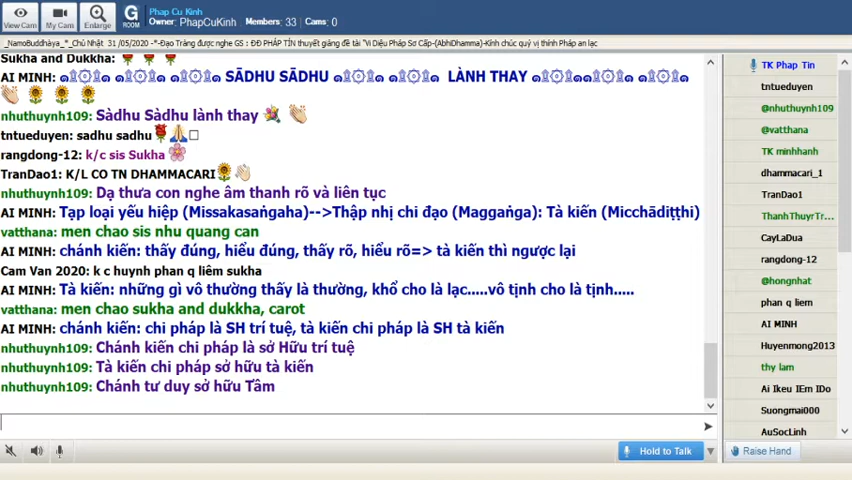 View Cam
My Cam
Enlarge
G
ROOM
Phap Cu Kinh
Owner: PhapCuKinh Members: 33 / Cams: 0
_NamoBuddhàya_*_Chủ Nhật 31 /05/2020 -*-Đạo Tràng được nghe GS : ĐĐ PHÁP TÍN thuyết giảng đề tài "Vi Diệu Pháp Sơ Cấp-(AbhiDhamma)-Kính chúc quý vị thính Pháp an lạc
Sukha and Dukkha:
AI MINH: SĀDHU SĀDHU LÀNH THAY
nhuthuynh109: Sàdhu Sàdhu lành thay
tntueduyen: sadhu sadhu
rangdong-12: k/c sis Sukha
TranDao1: K/L CO TN DHAMMACARI
nhuthuynh109: Dạ thưa con nghe âm thanh rõ và liên tục
AI MINH: Tạp loại yếu hiệp (Missakasaṅgaha)-->Thập nhị chi đạo (Maggaṅga): Tà kiến (Micchādiṭṭhi)
vatthana: men chao sis nhu quang can
AI MINH: chánh kiến: thấy đúng, hiểu đúng, thấy rõ, hiểu rõ=> tà kiến thì ngược lại
Cam Van 2020: k c huynh phan q liêm sukha
AI MINH: Tà kiến: những gì vô thường thấy là thường, khổ cho là lạc.....vô tịnh cho là tịnh.....
vatthana: men chao sukha and dukkha, carot
AI MINH: chánh kiến: chi pháp là SH trí tuệ, tà kiến chi pháp là SH tà kiến
nhuthuynh109: Chánh kiến chi pháp là sở Hữu trí tuệ
nhuthuynh109: Tà kiến chi pháp sở hữu tà kiến
nhuthuynh109: Chánh tư duy sở hữu Tâm
Hold to Talk
TK Phap Tin
tntueduyen
@nhuthuynh109
@vatthana
TK minhhanh
dhammacari_1
TranDao1
ThanhThuyrTr...
CayLaDua
rangdong-12
@hongnhat
phan q liem
AI MINH
Huyenmong2013
thy lam
Ai Ikeu IEm IDo
Suongmai000
AuSocLinh
Raise Hand